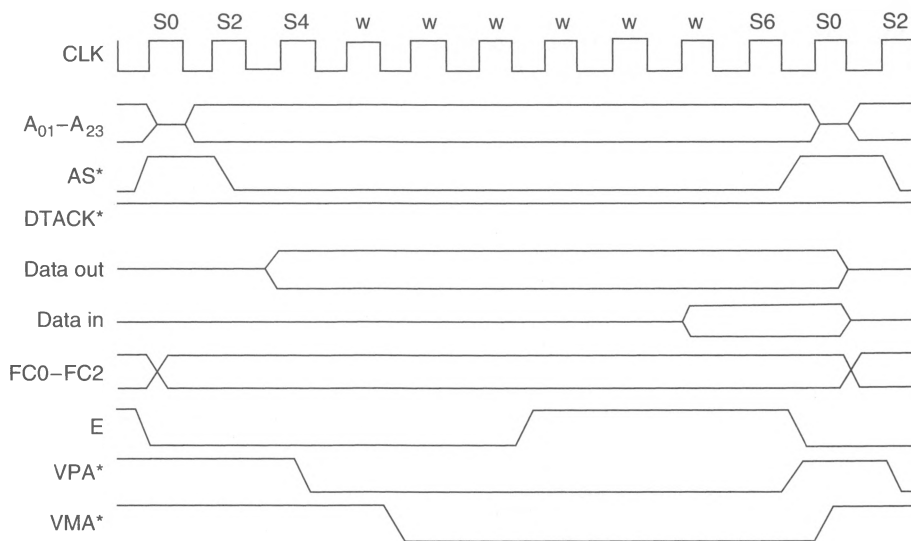 S0 S2 S4 w w w w w w S6 S0 S2
CLK
A01–A23
AS*
DTACK*
Data out
Data in
FC0–FC2
E
VPA*
VMA*